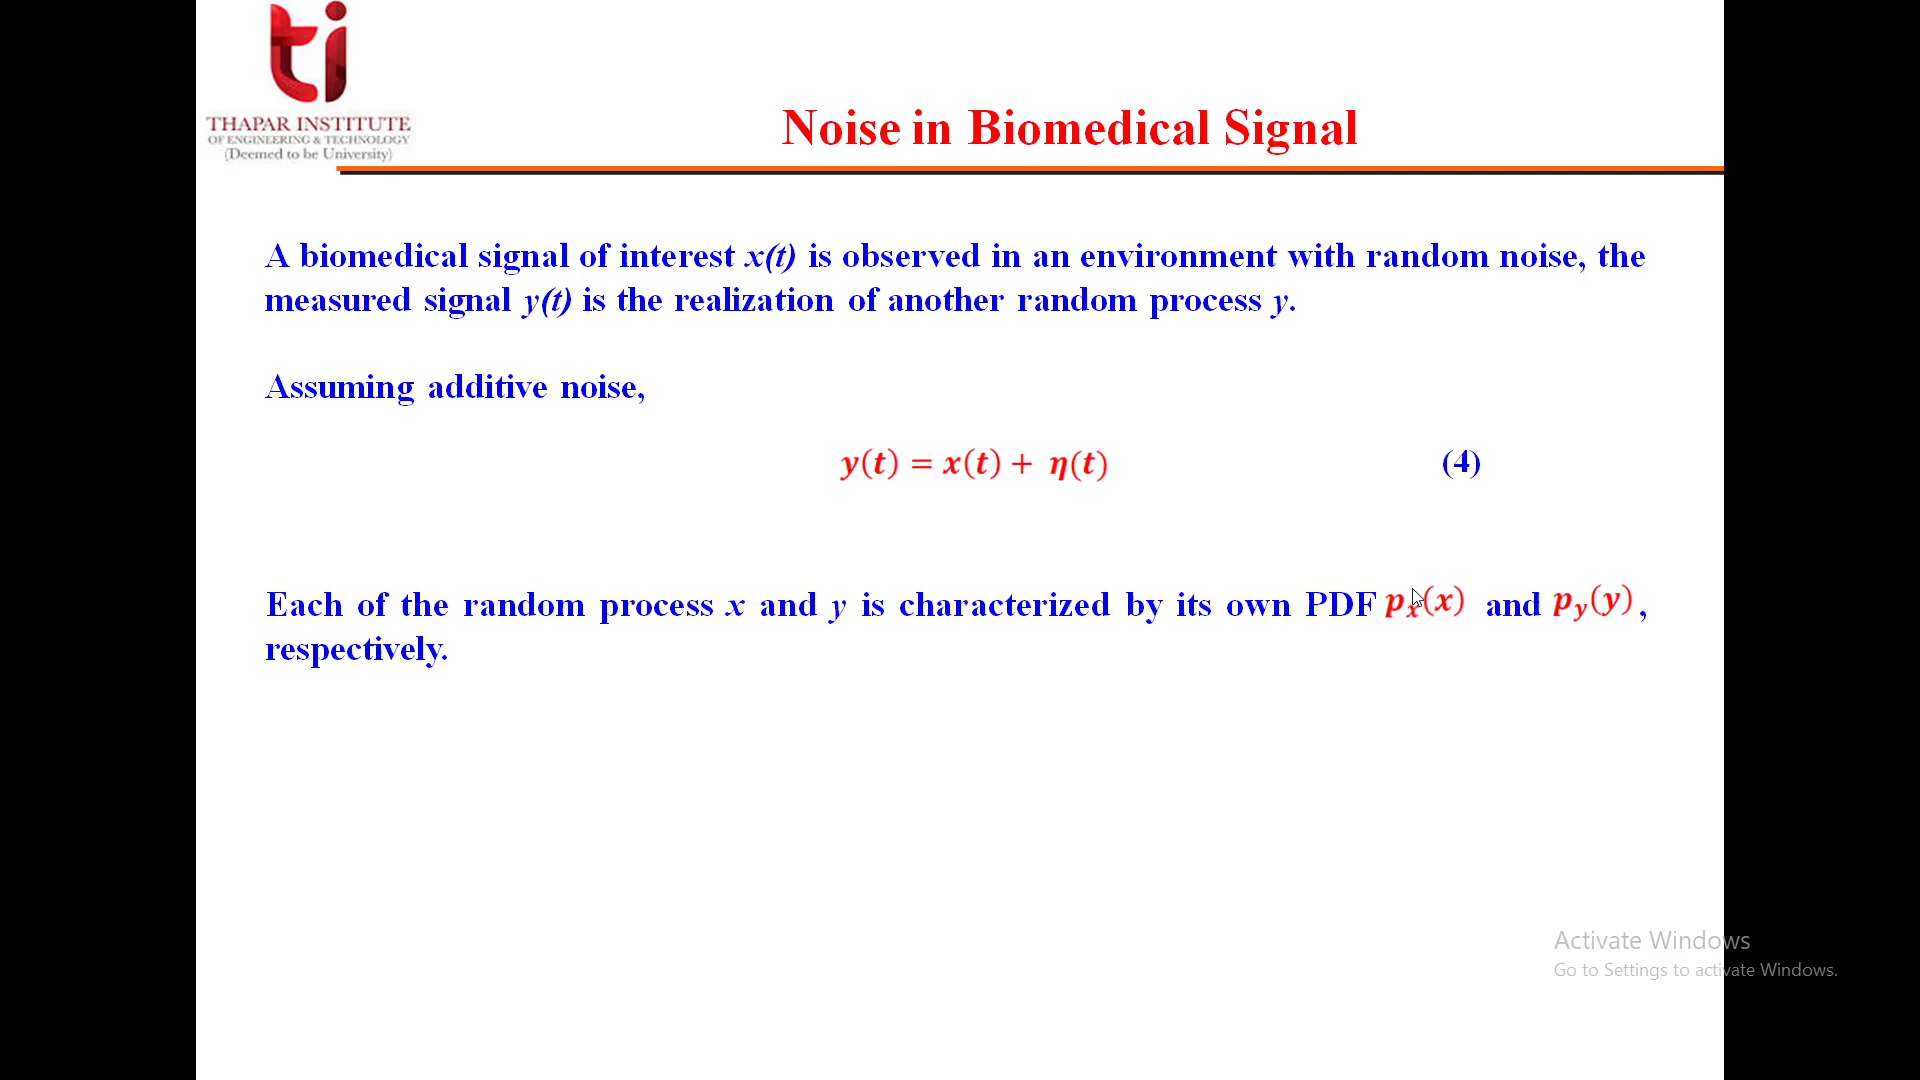 THAPAR INSTITUTE
OF ENGINEERING & TECHNOLOGY
(Deemed to be University)
Noise in Biomedical Signal
A biomedical signal of interest x(t) is observed in an environment with random noise, the
measured signal y(t) is the realization of another random process y.
Assuming additive noise,
y(t) = x(t) + η(t) (4)
Each of the random process x and y is characterized by its own PDF pₓ(x) and p_y(y),
respectively.
Activate Windows
Go to Settings to activate Windows.